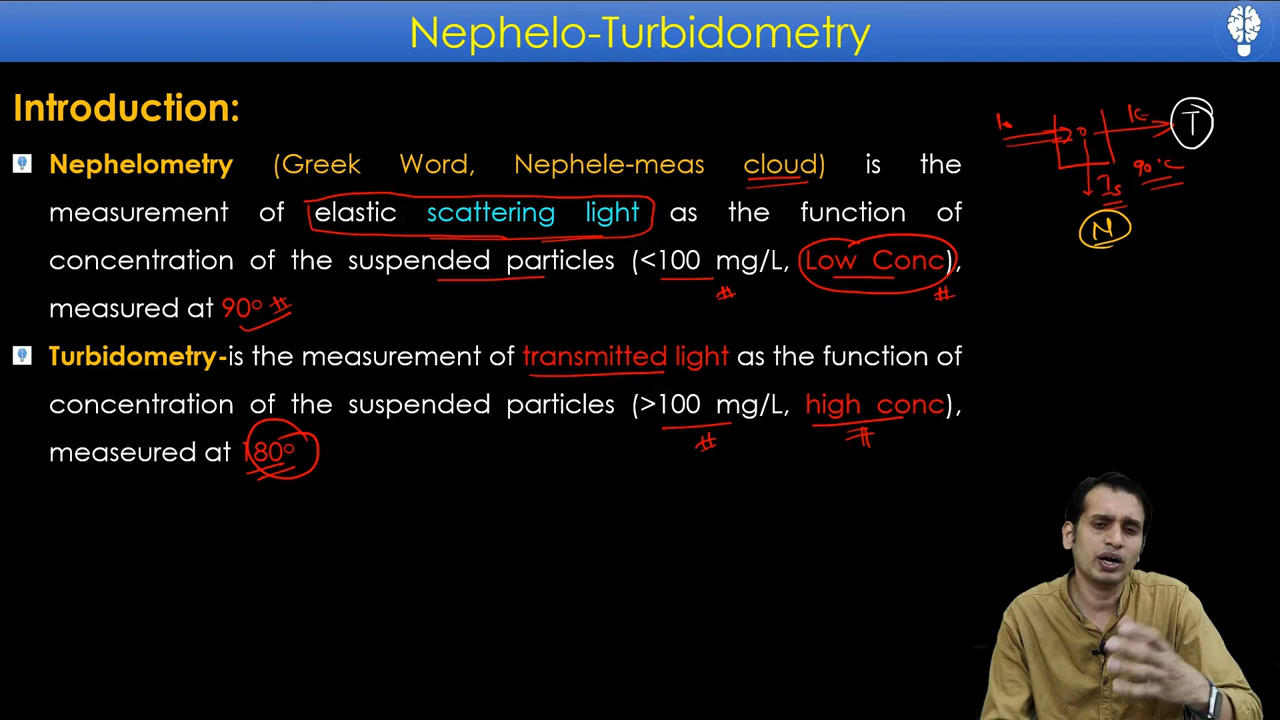 Nephelo-Turbidometry
Introduction:
Nephelometry (Greek Word, Nephele-meas cloud) is the
measurement of elastic scattering light as the function of
concentration of the suspended particles (<100 mg/L, Low Conc),
measured at 90° #
Turbidometry-is the measurement of transmitted light as the function of
concentration of the suspended particles (>100 mg/L, high conc),
measeured at 180°
T
90°C
Is
N